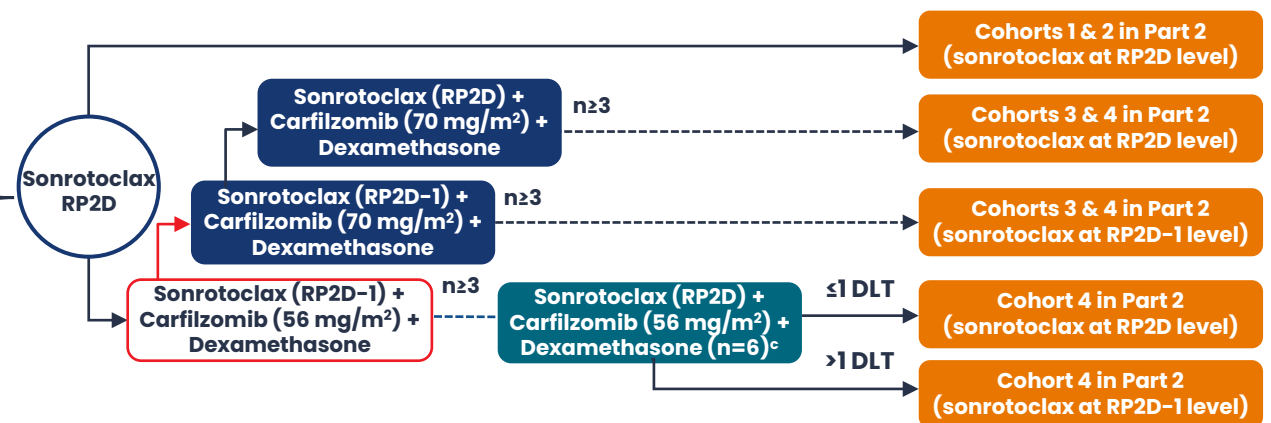 Cohorts 1 & 2 in Part 2
(sonrotoclax at RP2D level)
Sonrotoclax (RP2D) +
Carfilzomib (70 mg/m²) +
Dexamethasone
n≥3
Cohorts 3 & 4 in Part 2
(sonrotoclax at RP2D level)
Sonrotoclax
RP2D
Sonrotoclax (RP2D-1) +
Carfilzomib (70 mg/m²) +
Dexamethasone
n≥3
Cohorts 3 & 4 in Part 2
(sonrotoclax at RP2D-1 level)
Sonrotoclax (RP2D-1) +
Carfilzomib (56 mg/m²) +
Dexamethasone
n≥3
Sonrotoclax (RP2D) +
Carfilzomib (56 mg/m²) +
Dexamethasone (n=6)ᶜ
≤1 DLT
Cohort 4 in Part 2
(sonrotoclax at RP2D level)
>1 DLT
Cohort 4 in Part 2
(sonrotoclax at RP2D-1 level)